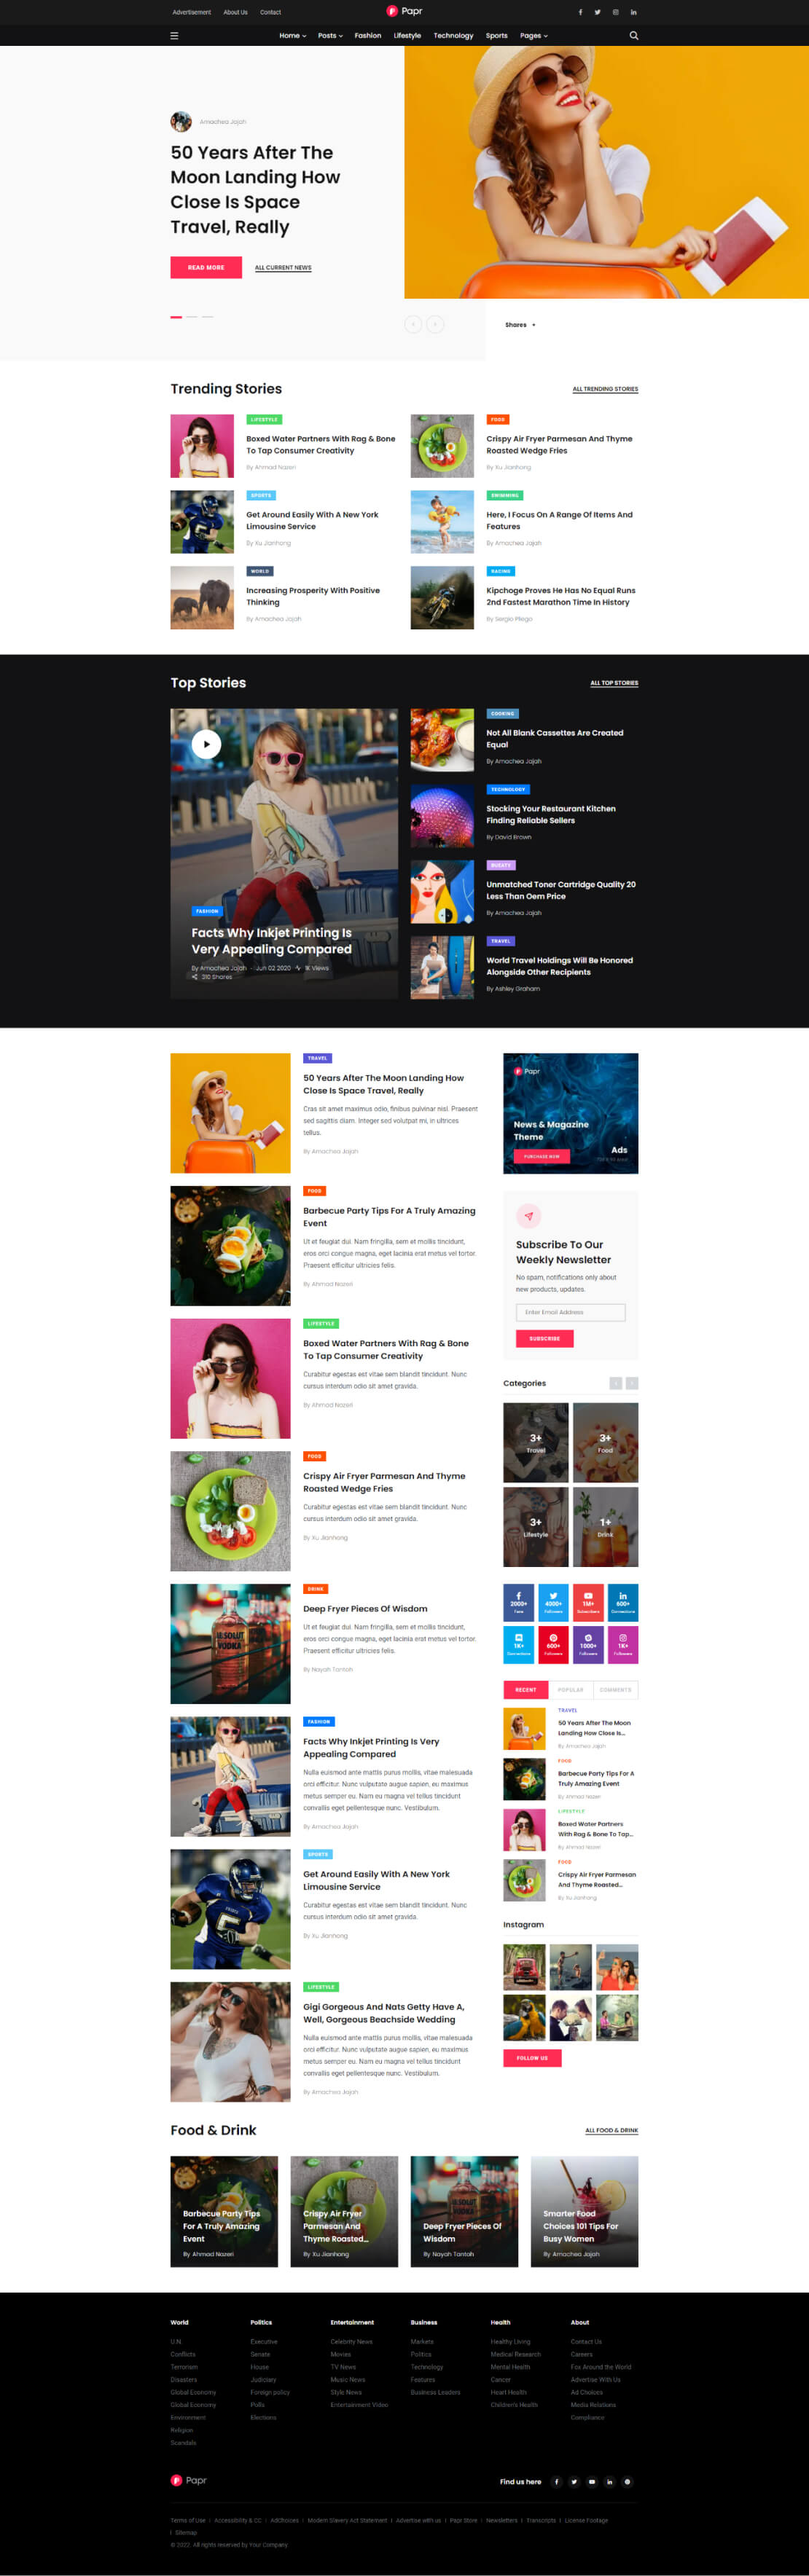 Advertisement About Us Contact
Papr
Home Posts Fashion Lifestyle Technology Sports Pages
Amachea Jajah
50 Years After The
Moon Landing How
Close Is Space
Travel, Really
READ MORE ALL CURRENT NEWS
Shares +
Trending Stories
ALL TRENDING STORIES
LIFESTYLE
Boxed Water Partners With Rag & Bone
To Tap Consumer Creativity
By Ahmad Nazeri
FOOD
Crispy Air Fryer Parmesan And Thyme
Roasted Wedge Fries
By Xu Jianhong
SPORTS
Get Around Easily With A New York
Limousine Service
By Xu Jianhong
SWIMMING
Here, I Focus On A Range Of Items And
Features
By Amachea Jajah
WORLD
Increasing Prosperity With Positive
Thinking
By Amachea Jajah
RACING
Kipchoge Proves He Has No Equal Runs
2nd Fastest Marathon Time In History
By Sergio Pliego
Top Stories
ALL TOP STORIES
FASHION
Facts Why Inkjet Printing Is
Very Appealing Compared
By Amachea Jajah - Jun 02 2020 1K Views
310 Shares
COOKING
Not All Blank Cassettes Are Created
Equal
By Amachea Jajah
TECHNOLOGY
Stocking Your Restaurant Kitchen
Finding Reliable Sellers
By David Brown
BEAUTY
Unmatched Toner Cartridge Quality 20
Less Than Oem Price
By Amachea Jajah
TRAVEL
World Travel Holdings Will Be Honored
Alongside Other Recipients
By Ashley Graham
TRAVEL
50 Years After The Moon Landing How
Close Is Space Travel, Really
Cras sit amet maximus odio, finibus pulvinar nisl. Praesent
sed sagittis diam. Integer sed volutpat mi, in ultrices
tellus.
By Amachea Jajah
FOOD
Barbecue Party Tips For A Truly Amazing
Event
Ut et feugiat dui. Nam fringilla, sem et mollis tincidunt,
eros orci congue magna, eget lacinia erat metus vel tortor.
Praesent efficitur ultricies felis.
By Ahmad Nazeri
LIFESTYLE
Boxed Water Partners With Rag & Bone
To Tap Consumer Creativity
Curabitur egestas est vitae sem blandit tincidunt. Nunc
cursus interdum odio sit amet gravida.
By Ahmad Nazeri
FOOD
Crispy Air Fryer Parmesan And Thyme
Roasted Wedge Fries
Curabitur egestas est vitae sem blandit tincidunt. Nunc
cursus interdum odio sit amet gravida.
By Xu Jianhong
DRINK
Deep Fryer Pieces Of Wisdom
Ut et feugiat dui. Nam fringilla, sem et mollis tincidunt,
eros orci congue magna, eget lacinia erat metus vel tortor.
Praesent efficitur ultricies felis.
By Nayah Tantoh
VODKA
FASHION
Facts Why Inkjet Printing Is Very
Appealing Compared
Nulla euismod ante mattis purus mollis, vitae malesuada
orci efficitur. Nunc vulputate augue sapien, eu maximus
metus semper eu. Nam eu magna vel tellus tincidunt
convallis eget pellentesque nunc. Vestibulum.
By Amachea Jajah
SPORTS
Get Around Easily With A New York
Limousine Service
Curabitur egestas est vitae sem blandit tincidunt. Nunc
cursus interdum odio sit amet gravida.
By Xu Jianhong
LIFESTYLE
Gigi Gorgeous And Nats Getty Have A,
Well, Gorgeous Beachside Wedding
Nulla euismod ante mattis purus mollis, vitae malesuada
orci efficitur. Nunc vulputate augue sapien, eu maximus
metus semper eu. Nam eu magna vel tellus tincidunt
convallis eget pellentesque nunc. Vestibulum.
By Amachea Jajah
Papr
News & Magazine
Theme
PURCHASE NOW
Ads
Subscribe To Our
Weekly Newsletter
No spam, notifications only about
new products, updates.
Enter Email Address
SUBSCRIBE
Categories
3+
Travel
3+
Food
3+
Lifestyle
1+
Drink
2000+ 4000+ 1M+ 600+
Fans Followers Subscribers Connections
1K+ 600+ 1000+ 1K+
Connections Followers Followers Followers
RECENT POPULAR COMMENTS
TRAVEL
50 Years After The Moon
Landing How Close Is...
By Amachea Jajah
FOOD
Barbecue Party Tips For A
Truly Amazing Event
By Ahmad Nazeri
LIFESTYLE
Boxed Water Partners
With Rag & Bone To Tap...
By Ahmad Nazeri
FOOD
Crispy Air Fryer Parmesan
And Thyme Roasted...
By Xu Jianhong
Instagram
FOLLOW US
Food & Drink
ALL FOOD & DRINK
Barbecue Party Tips
For A Truly Amazing
Event
By Ahmad Nazeri
Crispy Air Fryer
Parmesan And
Thyme Roasted...
By Xu Jianhong
Deep Fryer Pieces Of
Wisdom
By Nayah Tantoh
Smarter Food
Choices 101 Tips For
Busy Women
By Amachea Jajah
World Politics Entertainment Business Health About
U.N Executive Celebrity News Markets Healthy Living Contact Us
Conflicts Senate Movies Politics Medical Research Careers
Terrorism House TV News Technology Mental Health Fox Around the World
Disasters Judiciary Music News Features Cancer Advertise With Us
Global Economy Foreign policy Style News Business Leaders Heart Health Ad Choices
Global Economy Polls Entertainment Video Children's Health Media Relations
Environment Elections Compliance
Religion
Scandals
Papr
Find us here
Terms of Use | Accessibility & CC | AdChoices | Modern Slavery Act Statement | Advertise with us | Papr Store | Newsletters | Transcripts | License Footage
| Sitemap
© 2022. All rights reserved by Your Company.